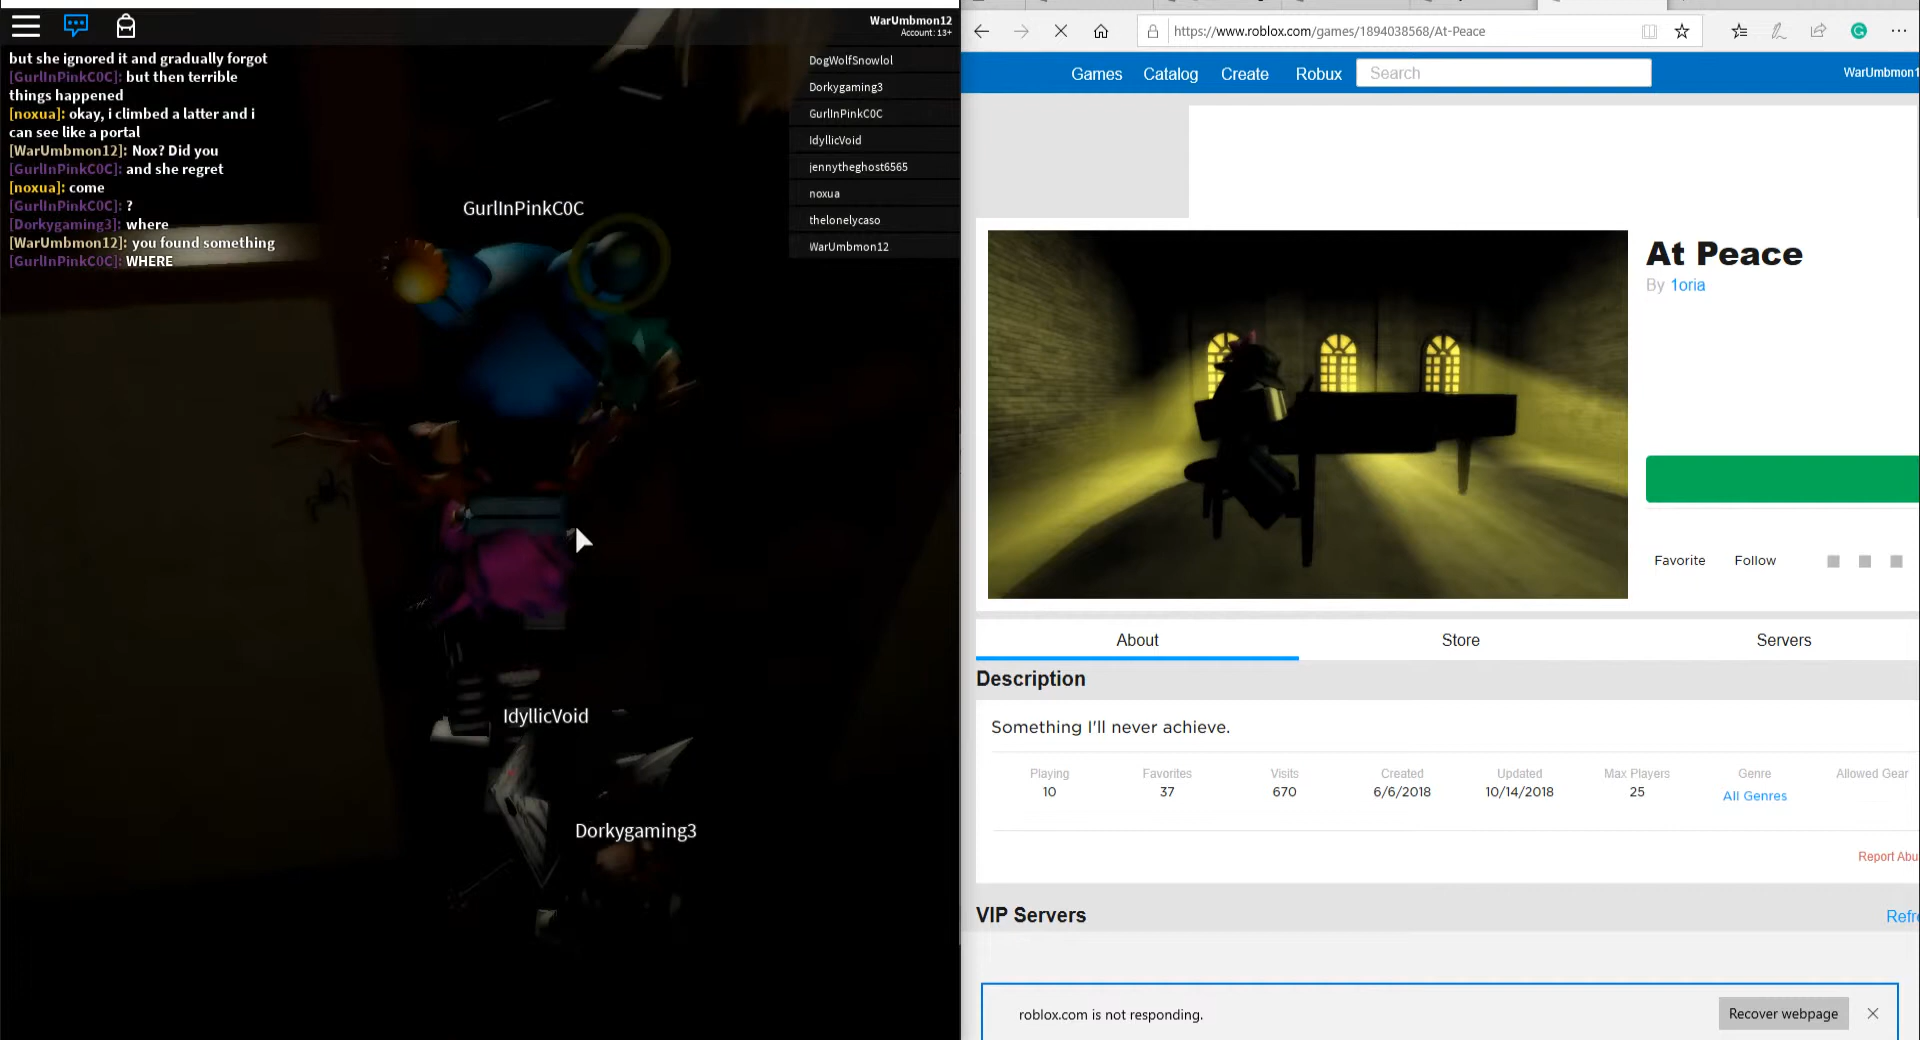 WarUmbmon12
Account: 13+
but she ignored it and gradually forgot
[GurlInPinkC0C]: but then terrible
things happened
[noxua]: okay, i climbed a latter and i
can see like a portal
[WarUmbmon12]: Nox? Did you
[GurlInPinkC0C]: and she regret
[noxua]: come
[GurlInPinkC0C]: ?
[Dorkygaming3]: where
[WarUmbmon12]: you found something
[GurlInPinkC0C]: WHERE
DogWolfSnowlol
Dorkygaming3
GurlInPinkC0C
IdyllicVoid
jennytheghost6565
noxua
thelonelycaso
WarUmbmon12
GurlInPinkC0C
IdyllicVoid
Dorkygaming3
https://www.roblox.com/games/1894038568/At-Peace
Games Catalog Create Robux Search WarUmbmon1
At Peace
By 1oria
Favorite Follow
About Store Servers
Description
Something I'll never achieve.
Playing Favorites Visits Created Updated Max Players Genre Allowed Gear
10 37 670 6/6/2018 10/14/2018 25 All Genres
Report Abu
VIP Servers Refre
roblox.com is not responding. Recover webpage